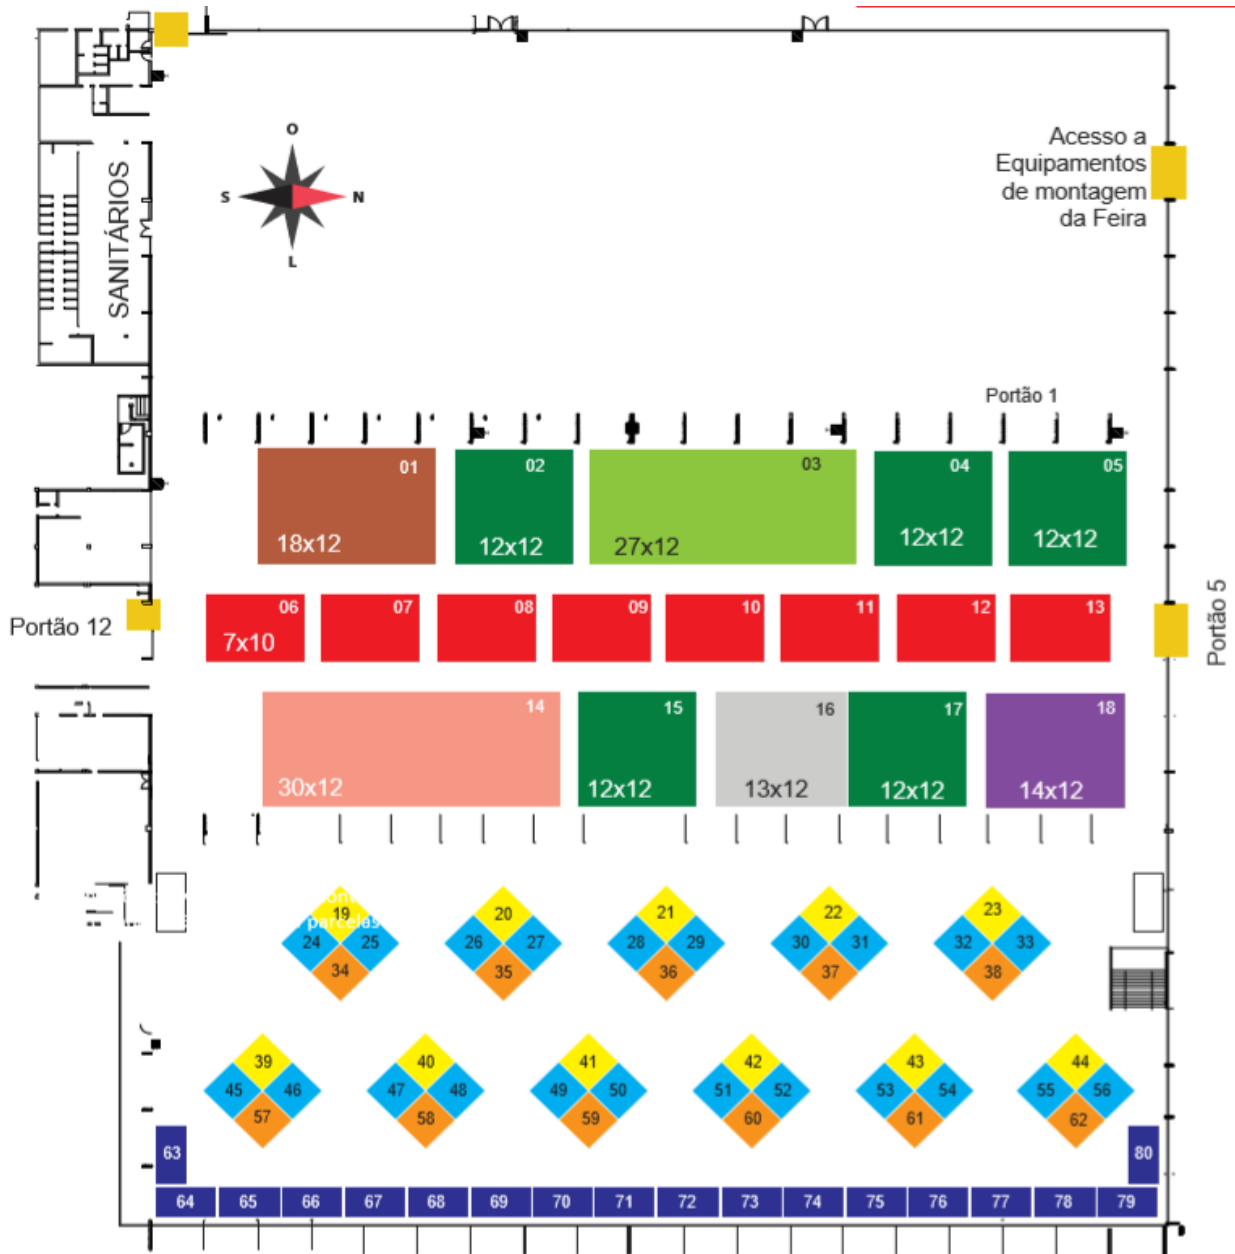 Acesso a
Equipamentos
de montagem
da Feira
O
S N
L
SANITÁRIOS
Portão 1
01 02 03 04 05
18x12 12x12 27x12 12x12 12x12
06 07 08 09 10 11 12 13
7x10
Portão 12
Portão 5
14 15 16 17 18
30x12 12x12 13x12 12x12 14x12
parcelas
19 20 21 22 23
24 25 26 27 28 29 30 31 32 33
34 35 36 37 38
39 40 41 42 43 44
45 46 47 48 49 50 51 52 53 54 55 56
57 58 59 60 61 62
63 80
64 65 66 67 68 69 70 71 72 73 74 75 76 77 78 79